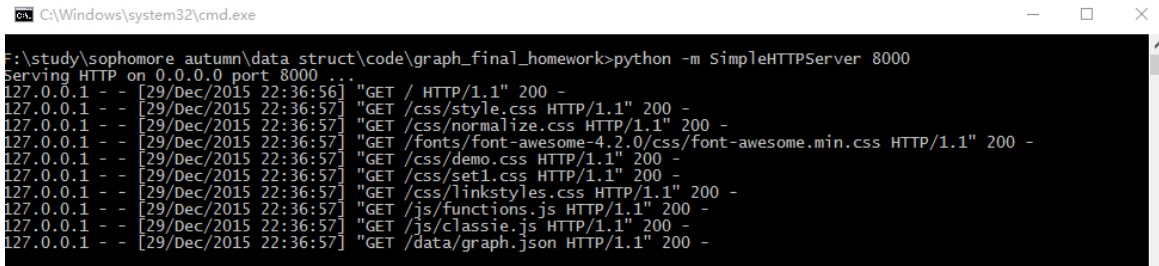 C:\Windows\system32\cmd.exe
F:\study\sophomore autumn\data struct\code\graph_final_homework>python -m SimpleHTTPServer 8000
Serving HTTP on 0.0.0.0 port 8000 ...
127.0.0.1 - - [29/Dec/2015 22:36:56] "GET / HTTP/1.1" 200 -
127.0.0.1 - - [29/Dec/2015 22:36:57] "GET /css/style.css HTTP/1.1" 200 -
127.0.0.1 - - [29/Dec/2015 22:36:57] "GET /css/normalize.css HTTP/1.1" 200 -
127.0.0.1 - - [29/Dec/2015 22:36:57] "GET /fonts/font-awesome-4.2.0/css/font-awesome.min.css HTTP/1.1" 200 -
127.0.0.1 - - [29/Dec/2015 22:36:57] "GET /css/demo.css HTTP/1.1" 200 -
127.0.0.1 - - [29/Dec/2015 22:36:57] "GET /css/set1.css HTTP/1.1" 200 -
127.0.0.1 - - [29/Dec/2015 22:36:57] "GET /css/linkstyles.css HTTP/1.1" 200 -
127.0.0.1 - - [29/Dec/2015 22:36:57] "GET /js/functions.js HTTP/1.1" 200 -
127.0.0.1 - - [29/Dec/2015 22:36:57] "GET /js/classie.js HTTP/1.1" 200 -
127.0.0.1 - - [29/Dec/2015 22:36:57] "GET /data/graph.json HTTP/1.1" 200 -